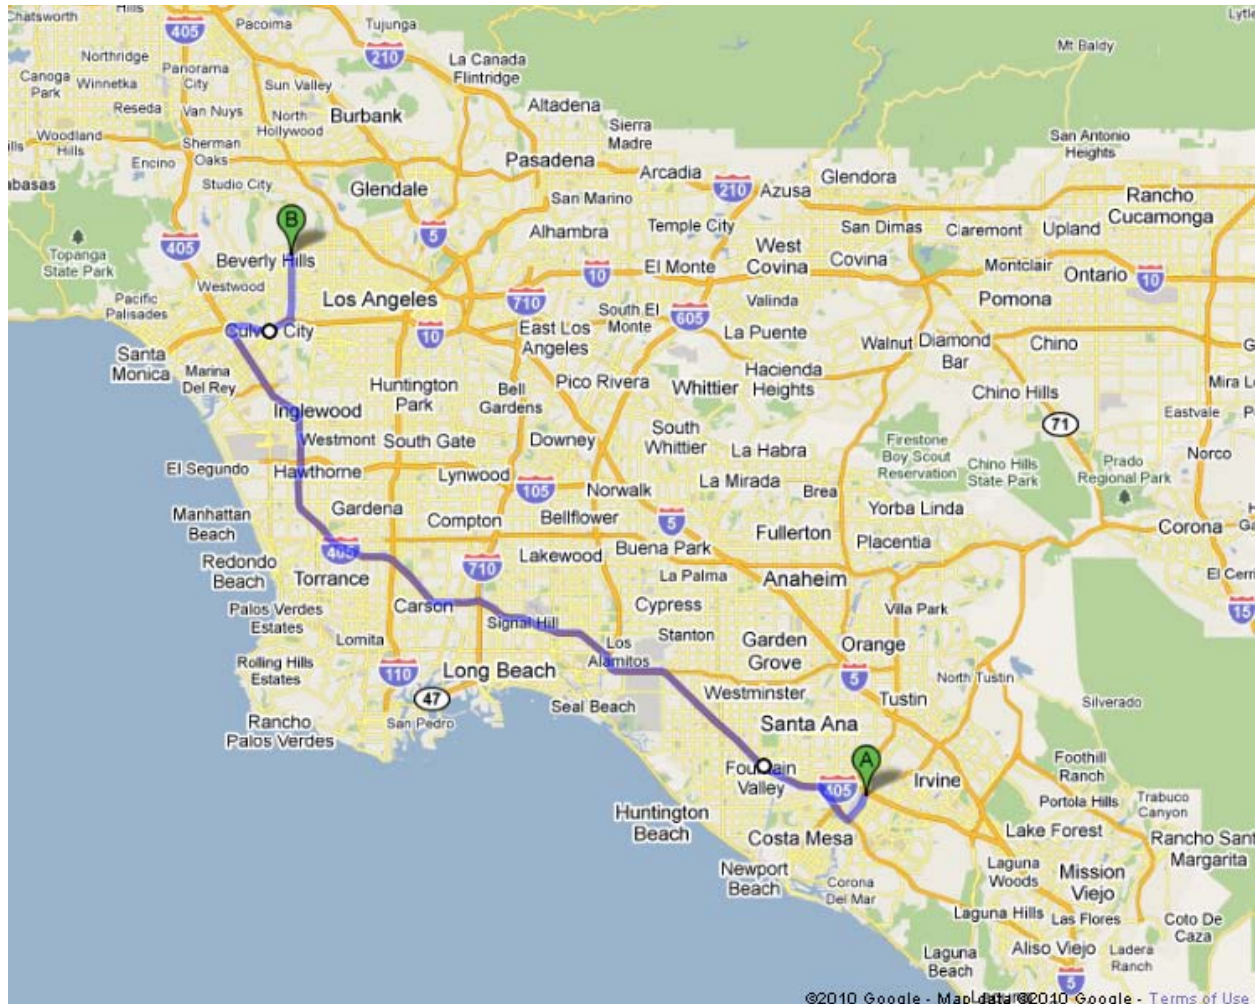 Chatsworth
Hills
Pacoima
Tujunga
405
210
La Canada
Flintridge
Mt Baldy
Lytle
Northridge
Panorama
City
Canoga
Park
Winnetka
Sun Valley
Reseda
Van Nuys
North
Hollywood
Burbank
Altadena
Sierra
Madre
Woodland
Hills
Sherman
Oaks
Encino
Pasadena
San Antonio
Heights
Studio City
Glendale
Arcadia
210
Azusa
Glendora
San Marino
Rancho
Cucamonga
B
405
5
Alhambra
Temple City
San Dimas
Claremont
Upland
Topanga
State Park
Beverly Hills
Westwood
10
El Monte
West
Covina
Covina
Montclair
Ontario
10
Pacific
Palisades
Los Angeles
710
South El
Monte
605
Valinda
Pomona
Culver City
10
East Los
Angeles
La Puente
Walnut
Diamond
Bar
Chino
Santa
Monica
Marina
Del Rey
Huntington
Park
Bell
Gardens
Pico Rivera
Whittier
Hacienda
Heights
Chino Hills
Mira
Inglewood
Eastvale
Westmont
South Gate
Downey
South
Whittier
La Habra
Firestone
Boy Scout
Reservation
71
Norco
El Segundo
Hawthorne
Lynwood
105
Norwalk
La Mirada
Brea
Chino Hills
State Park
Prado
Regional Park
Manhattan
Beach
Gardena
Compton
Bellflower
5
Fullerton
Yorba Linda
Corona
Redondo
Beach
405
Torrance
710
Lakewood
Buena Park
La Palma
Placentia
Anaheim
El Cerri
15
Palos Verdes
Estates
Carson
Signal Hill
Cypress
Villa Park
Lomita
Los
Alamitos
Stanton
Garden
Grove
Orange
Rolling Hills
Estates
110
Long Beach
47
San Pedro
5
North Tustin
Westminster
Tustin
Seal Beach
Silverado
Rancho
Palos Verdes
Santa Ana
A
Fountain
Valley
405
Irvine
Foothill
Ranch
Huntington
Beach
Portola Hills
Trabuco
Canyon
Costa Mesa
Lake Forest
Rancho Sant
Margarita
Newport
Beach
Laguna
Woods
Mission
Viejo
Corona
Del Mar
Laguna Hills
Las Flores
Coto De
Caza
Aliso Viejo
Ladera
Ranch
Laguna
Beach
5
©2010 Google - Map data ©2010 Google - Terms of Use